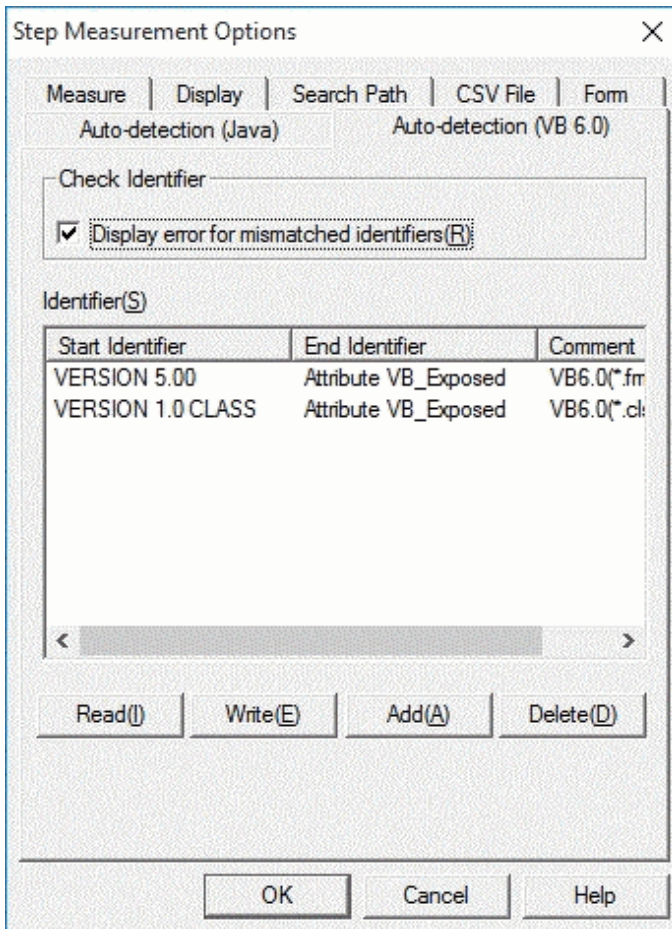 Step Measurement Options
Measure Display Search Path CSV File Form
Auto-detection (Java) Auto-detection (VB 6.0)
Check Identifier
Display error for mismatched identifiers(R)
Identifier(S)
Start Identifier End Identifier Comment
VERSION 5.00 Attribute VB_Exposed VB6.0(*.fm
VERSION 1.0 CLASS Attribute VB_Exposed VB6.0(*.cl
Read(I) Write(E) Add(A) Delete(D)
OK Cancel Help